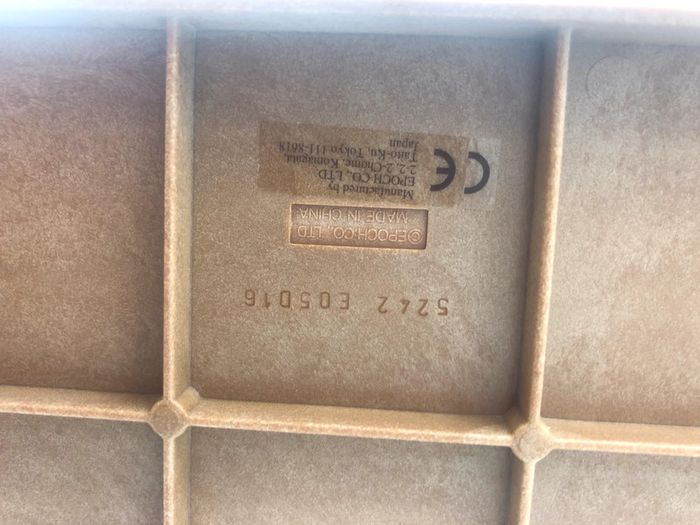 5242 E05D16
©EPOCH CO., LTD
MADE IN CHINA
CE
Manufactured by
EPOCH CO., LTD
2-2, 2-Chome, Komagata,
Taito-Ku, Tokyo 111-8618
Japan